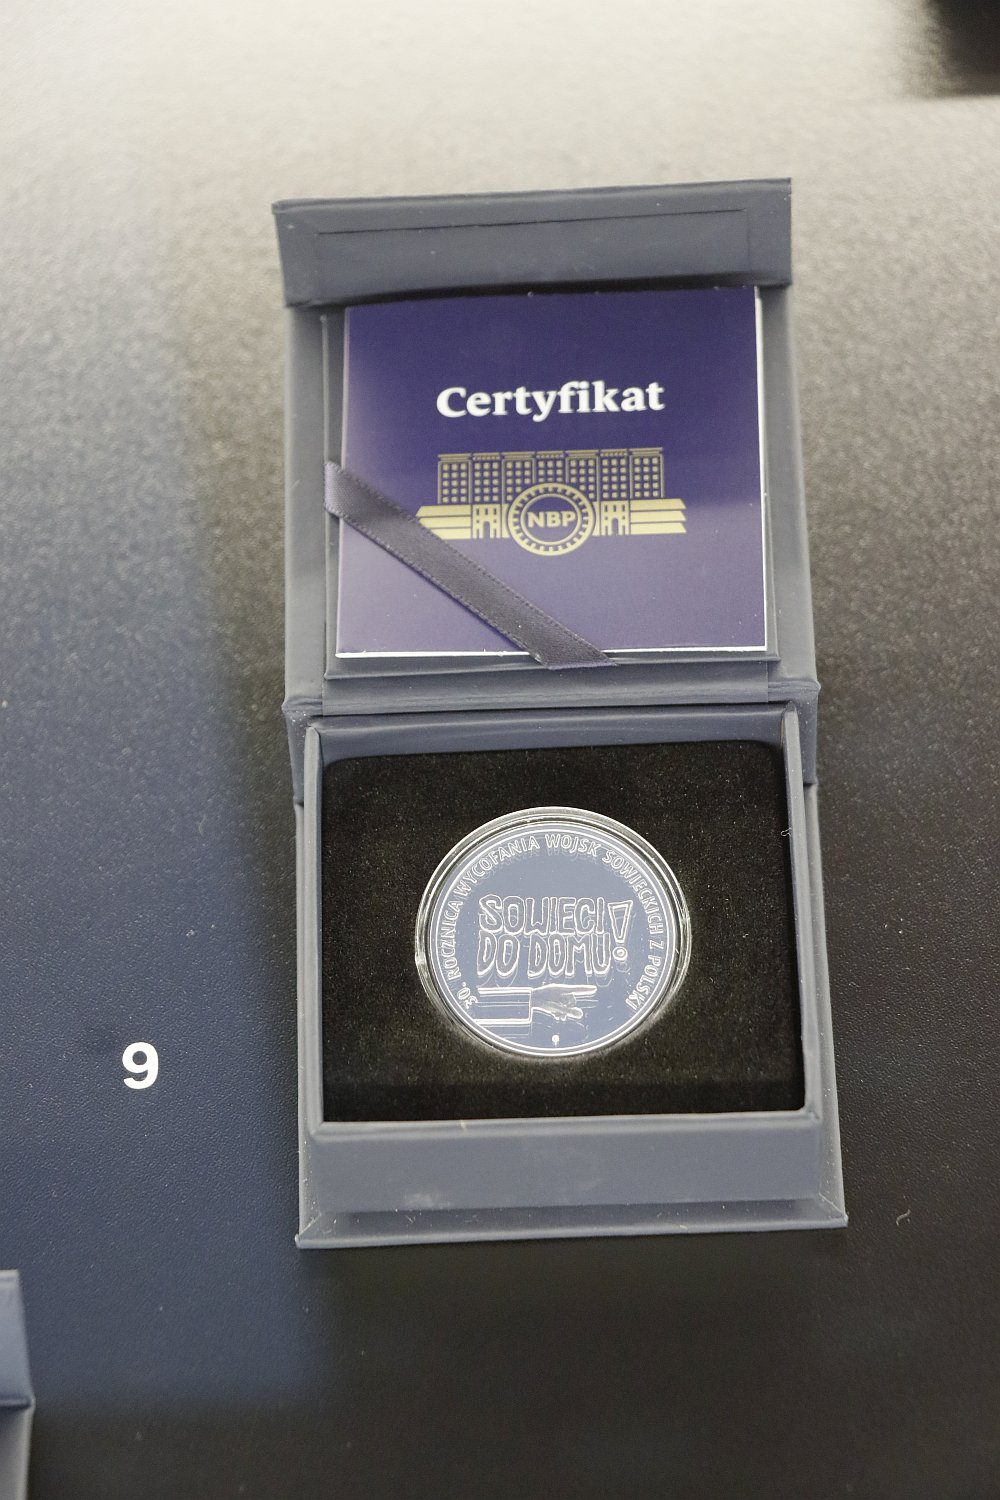 Certyfikat
NBP
30. ROCZNICA WYCOFANIA WOJSK SOWIECKICH Z POLSKI
SOWIECI
DO DOMU!
9